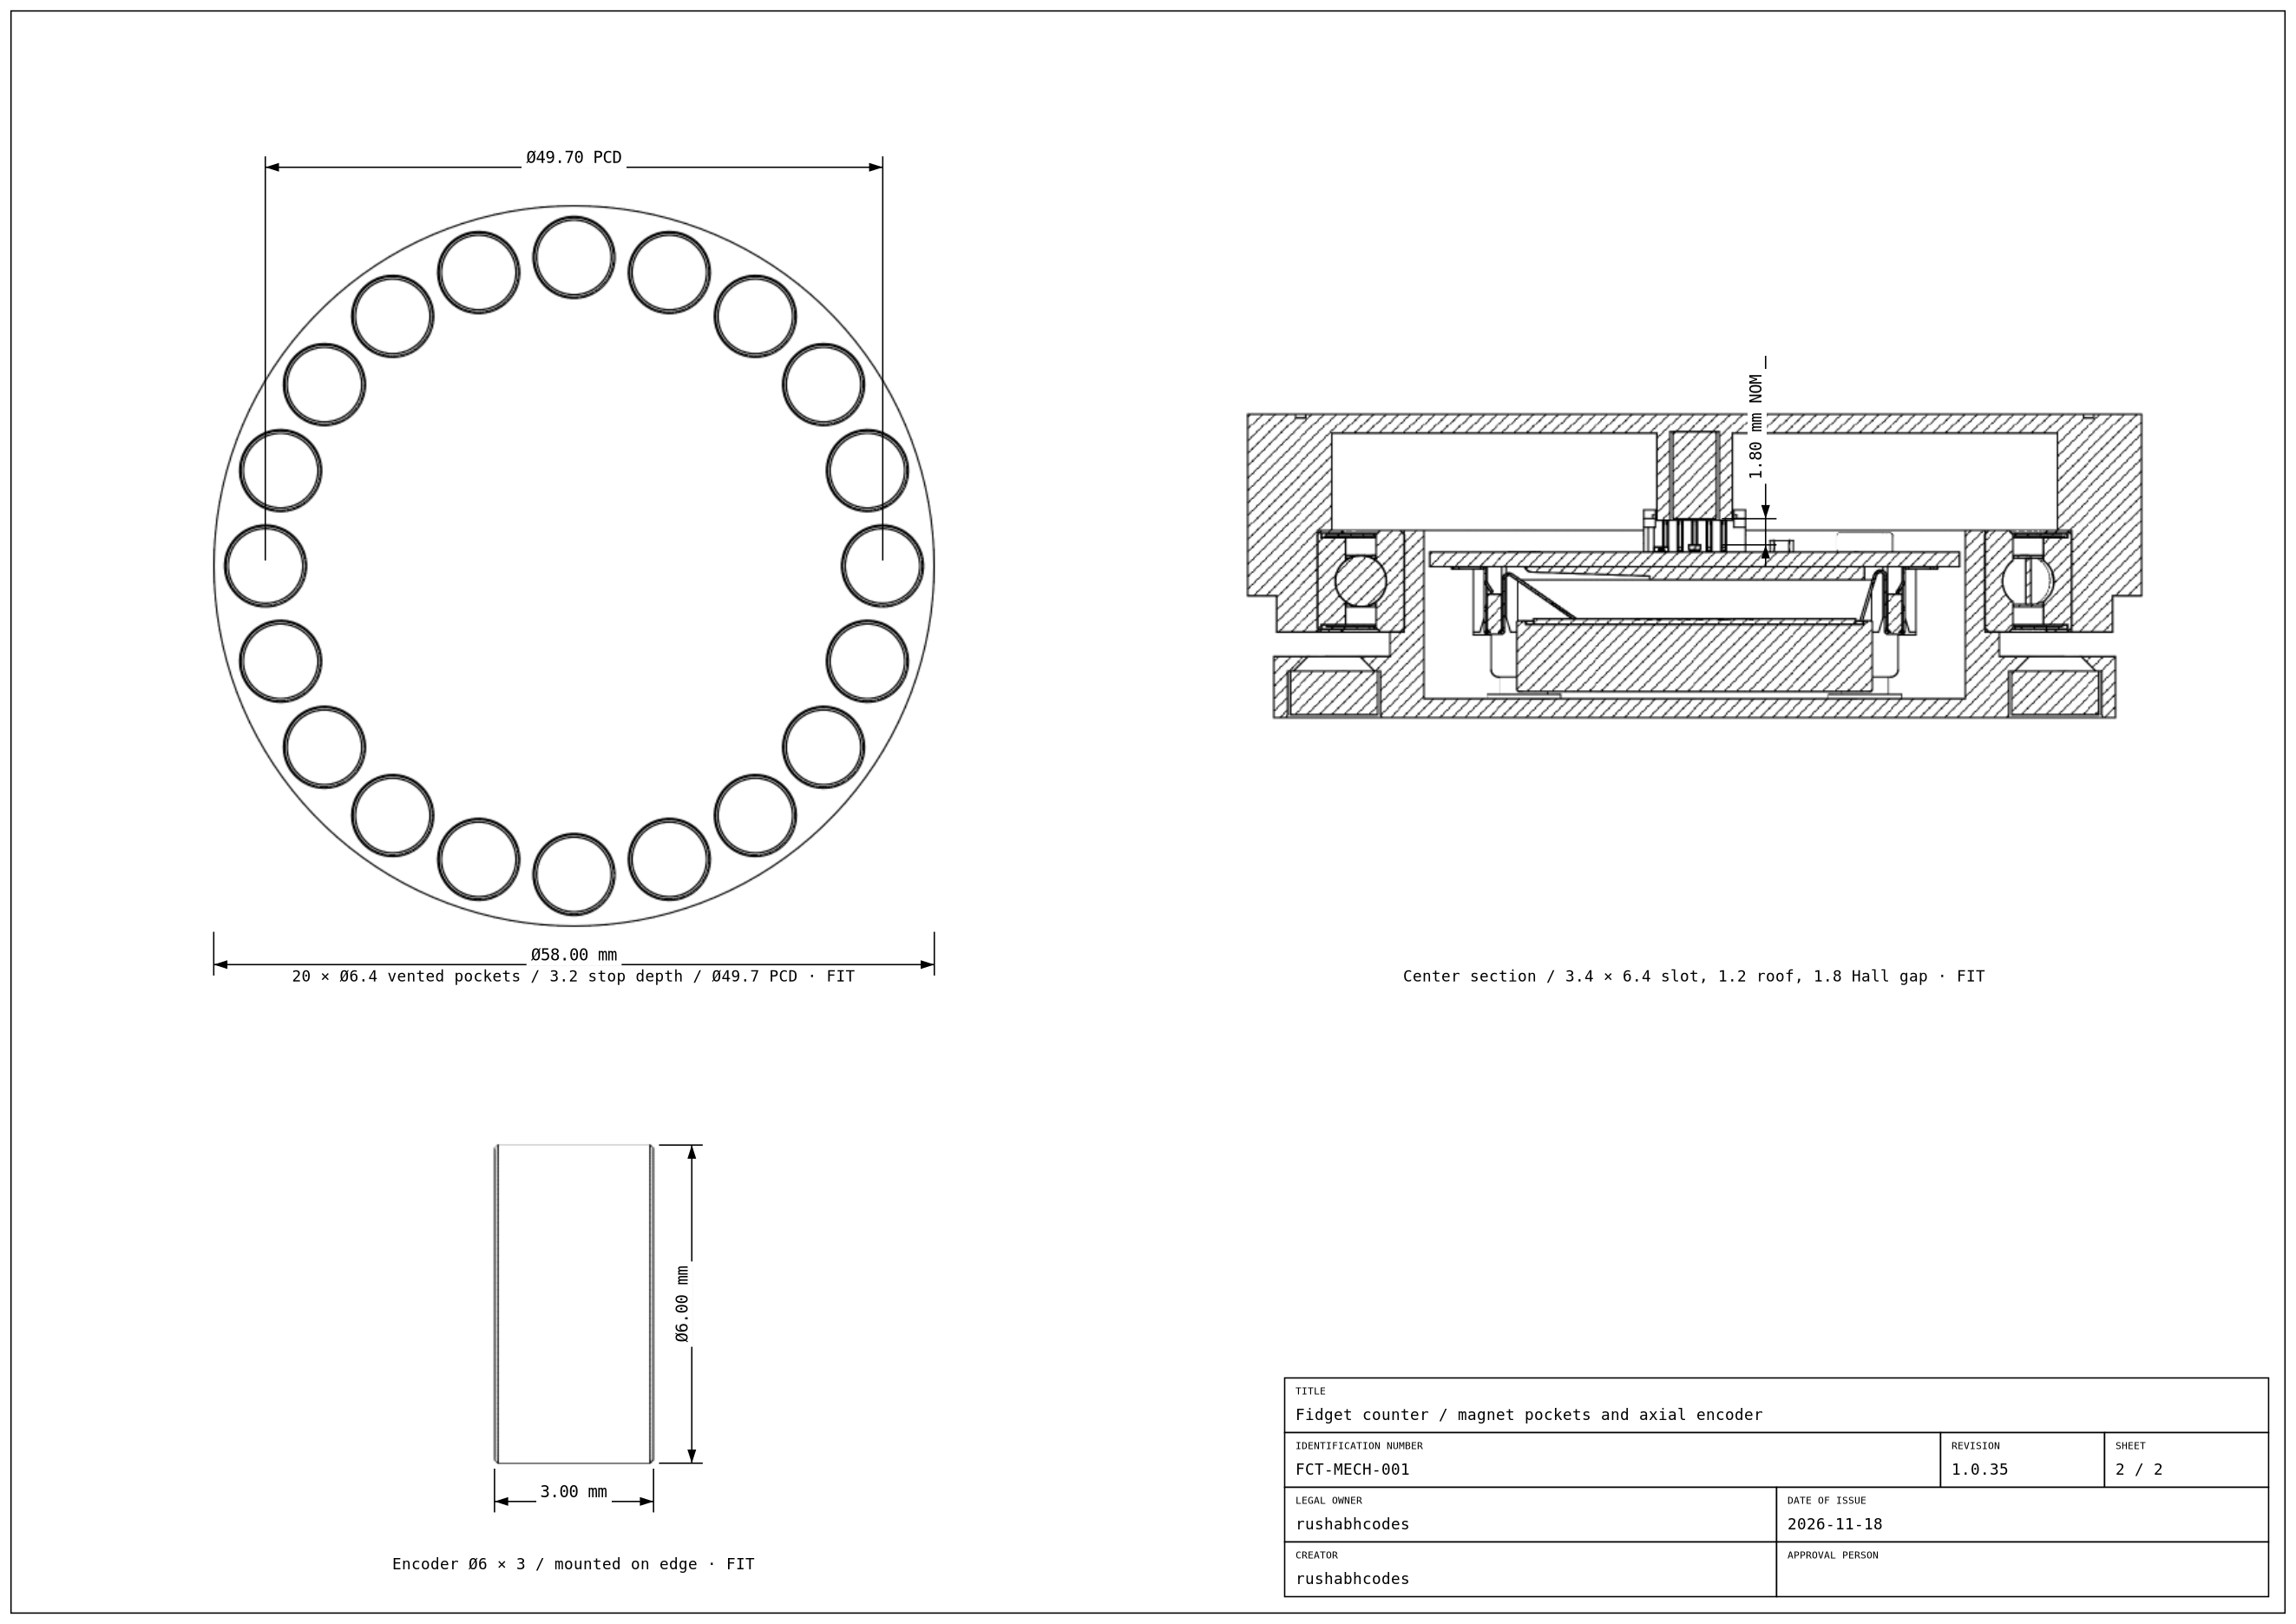 Ø49.70 PCD
Ø58.00 mm
20 × Ø6.4 vented pockets / 3.2 stop depth / Ø49.7 PCD · FIT
1.80 mm NOM
Center section / 3.4 × 6.4 slot, 1.2 roof, 1.8 Hall gap · FIT
Ø6.00 mm
3.00 mm
Encoder Ø6 × 3 / mounted on edge · FIT
TITLE
Fidget counter / magnet pockets and axial encoder
IDENTIFICATION NUMBER
FCT-MECH-001
REVISION
1.0.35
SHEET
2 / 2
LEGAL OWNER
rushabhcodes
DATE OF ISSUE
2026-11-18
CREATOR
rushabhcodes
APPROVAL PERSON